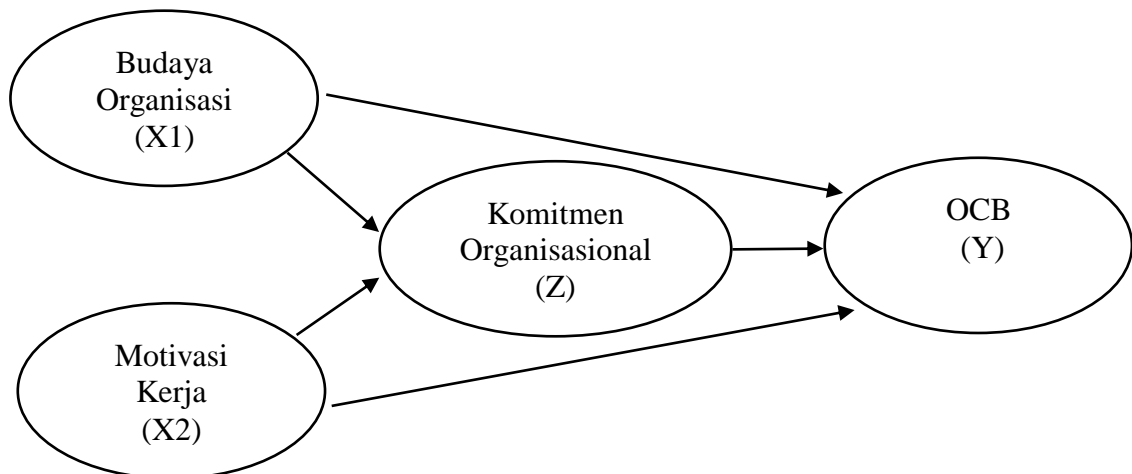 Budaya
Organisasi
(X1)
Komitmen
Organisasional
(Z)
OCB
(Y)
Motivasi
Kerja
(X2)